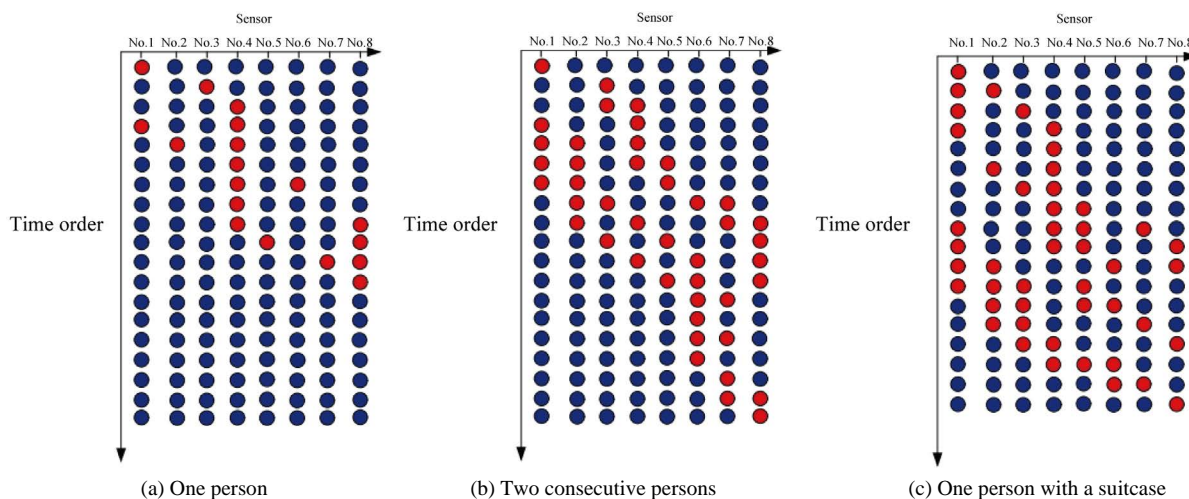 Sensor
No.1 No.2 No.3 No.4 No.5 No.6 No.7 No.8
Time order
(a) One person
Sensor
No.1 No.2 No.3 No.4 No.5 No.6 No.7 No.8
Time order
(b) Two consecutive persons
Sensor
No.1 No.2 No.3 No.4 No.5 No.6 No.7 No.8
Time order
(c) One person with a suitcase